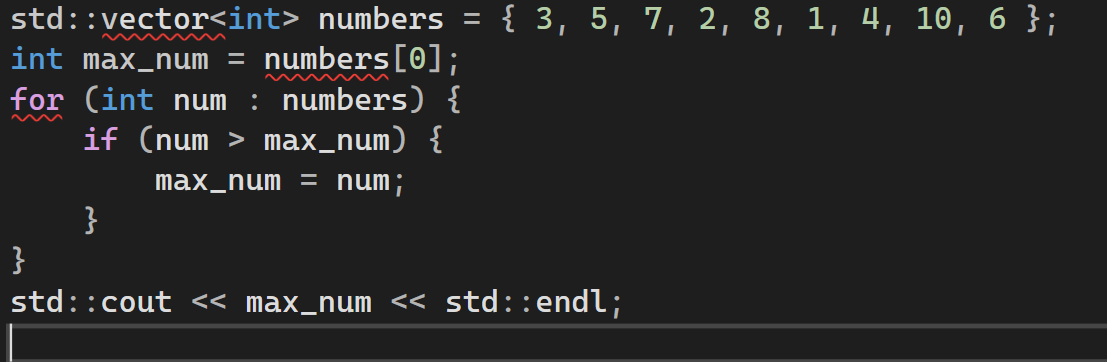 std::vector<int> numbers = { 3, 5, 7, 2, 8, 1, 4, 10, 6 };
int max_num = numbers[0];
for (int num : numbers) {
    if (num > max_num) {
        max_num = num;
    }
}
std::cout << max_num << std::endl;